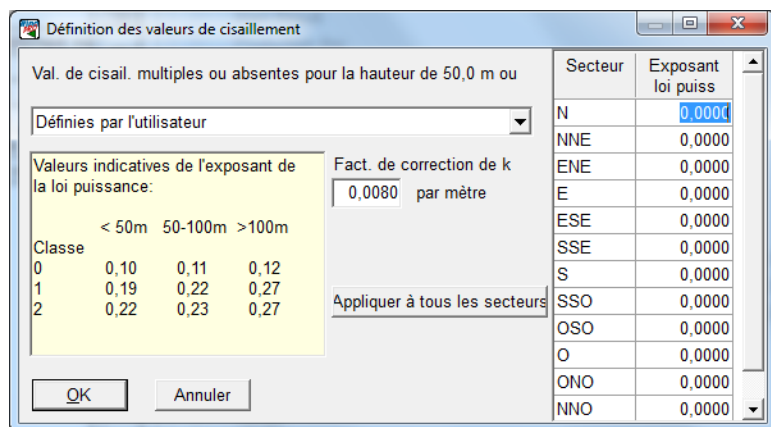 Définition des valeurs de cisaillement
Val. de cisail. multiples ou absentes pour la hauteur de 50,0 m ou
Définies par l'utilisateur
Valeurs indicatives de l'exposant de
la loi puissance:
< 50m 50-100m >100m
Classe
0 0,10 0,11 0,12
1 0,19 0,22 0,27
2 0,22 0,23 0,27
Fact. de correction de k
0,0080 par mètre
Appliquer à tous les secteurs
OK Annuler
Secteur Exposant
loi puiss
N 0,0000
NNE 0,0000
ENE 0,0000
E 0,0000
ESE 0,0000
SSE 0,0000
S 0,0000
SSO 0,0000
OSO 0,0000
O 0,0000
ONO 0,0000
NNO 0,0000